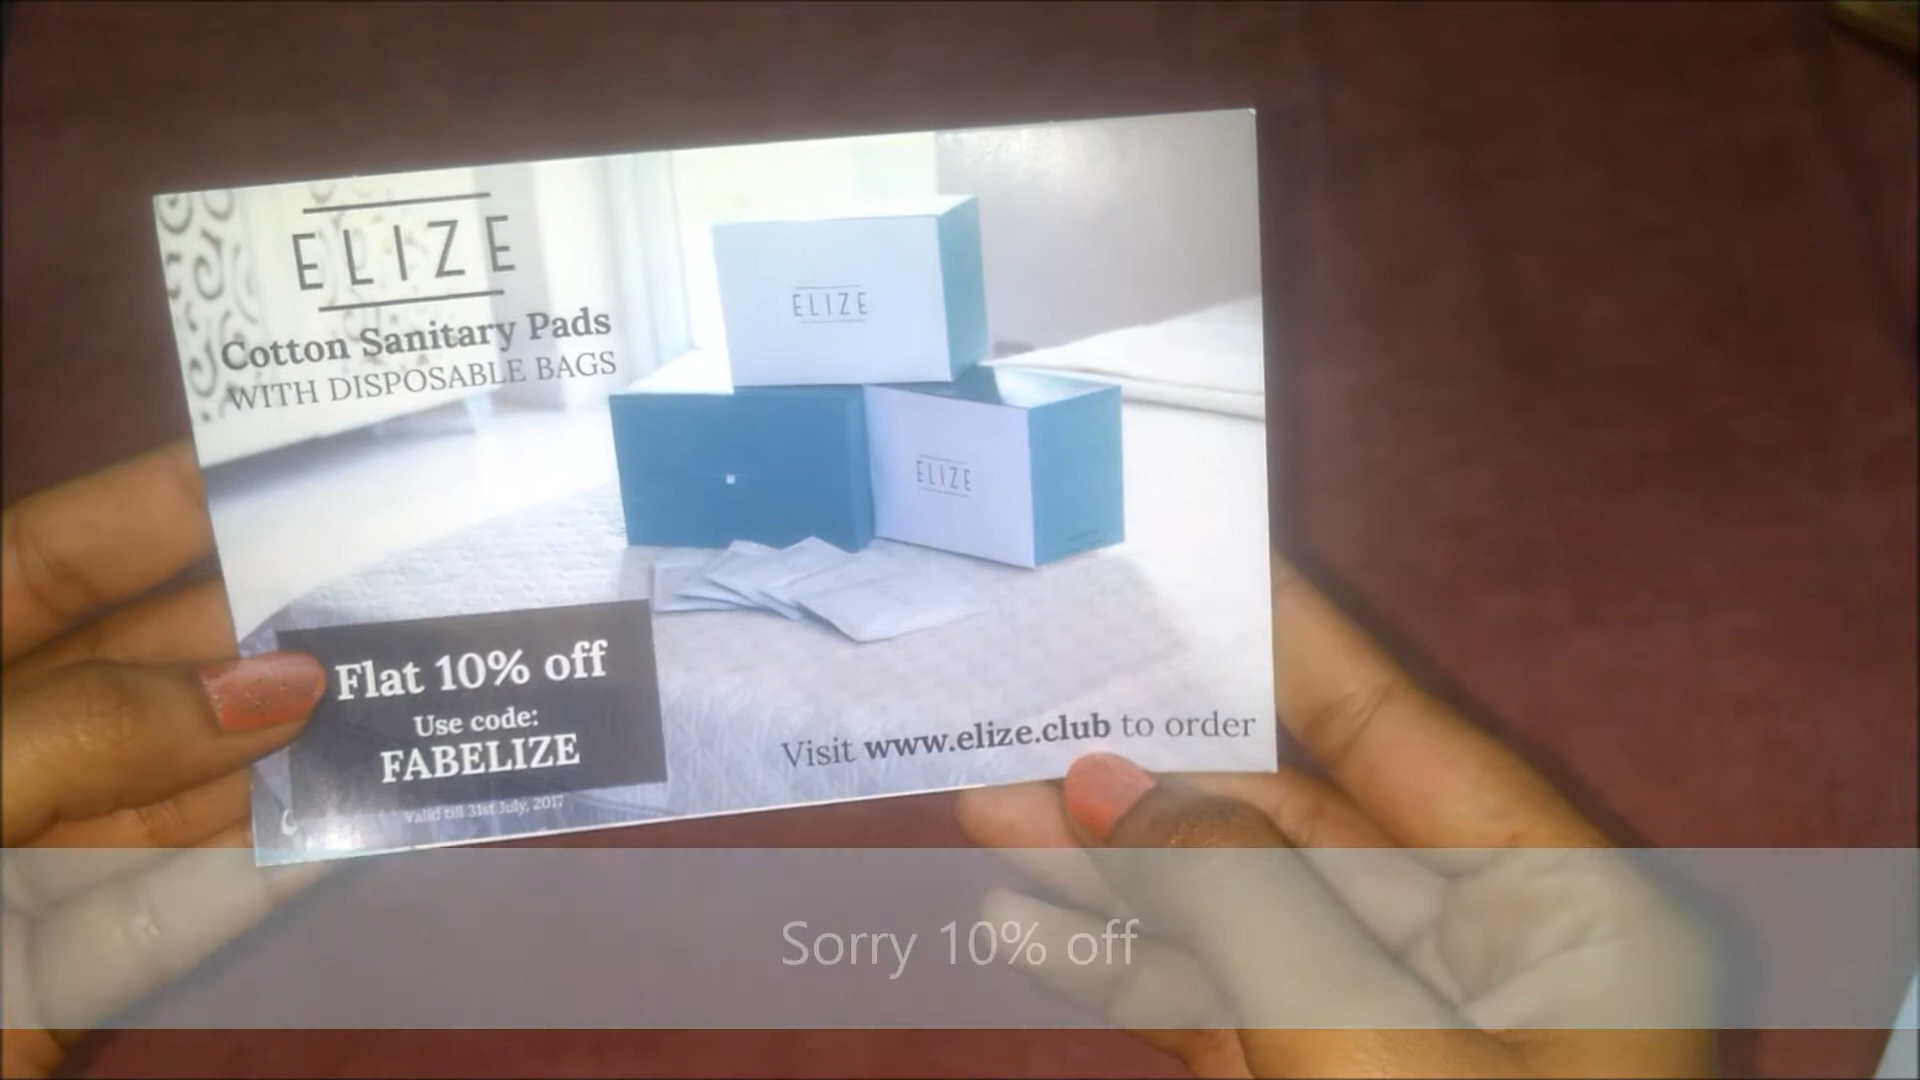 ELIZE
Cotton Sanitary Pads
WITH DISPOSABLE BAGS
ELIZE
ELIZE
Flat 10% off
Use code:
FABELIZE
Valid till 31st July, 2017
Visit www.elize.club to order
Sorry 10% off